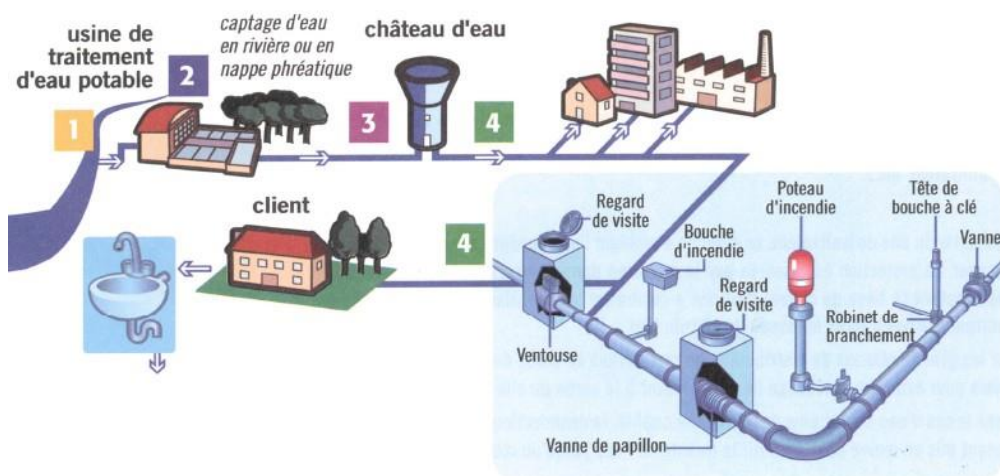 usine de
traitement
d'eau potable
2
captage d'eau
en rivière ou en
nappe phréatique
château d'eau
1
3
4
client
4
Regard
de visite
Bouche
d'incendie
Poteau
d'incendie
Tête de
bouche à clé
Vanne
Regard
de visite
Robinet de
branchement
Ventouse
Vanne de papillon